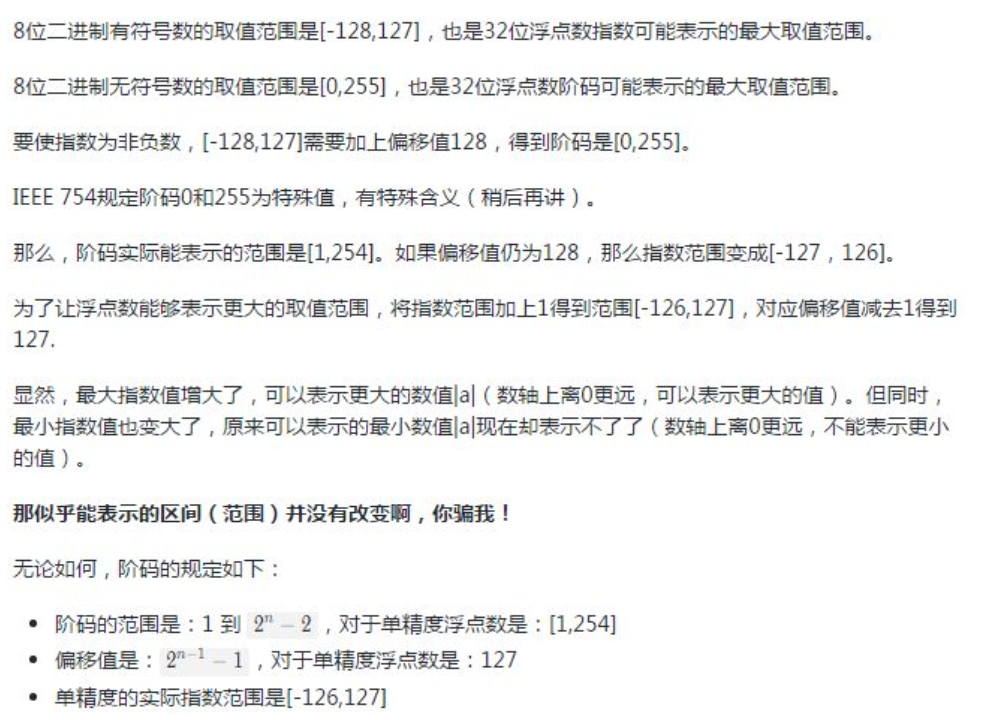 8位二进制有符号数的取值范围是[-128,127]，也是32位浮点数指数可能表示的最大取值范围。
8位二进制无符号数的取值范围是[0,255]，也是32位浮点数阶码可能表示的最大取值范围。
要使指数为非负数，[-128,127]需要加上偏移值128，得到阶码是[0,255]。
IEEE 754规定阶码0和255为特殊值，有特殊含义（稍后再讲）。
那么，阶码实际能表示的范围是[1,254]。如果偏移值仍为128，那么指数范围变成[-127，126]。
为了让浮点数能够表示更大的取值范围，将指数范围加上1得到范围[-126,127]，对应偏移值减去1得到
127.
显然，最大指数值增大了，可以表示更大的数值|a|（数轴上离0更远，可以表示更大的值）。但同时，
最小指数值也变大了，原来可以表示的最小数值|a|现在却表示不了了（数轴上离0更远，不能表示更小
的值）。
那似乎能表示的区间（范围）并没有改变啊，你骗我！
无论如何，阶码的规定如下：
• 阶码的范围是：1 到 2ⁿ − 2，对于单精度浮点数是：[1,254]
• 偏移值是：2ⁿ⁻¹ − 1，对于单精度浮点数是：127
• 单精度的实际指数范围是[-126,127]